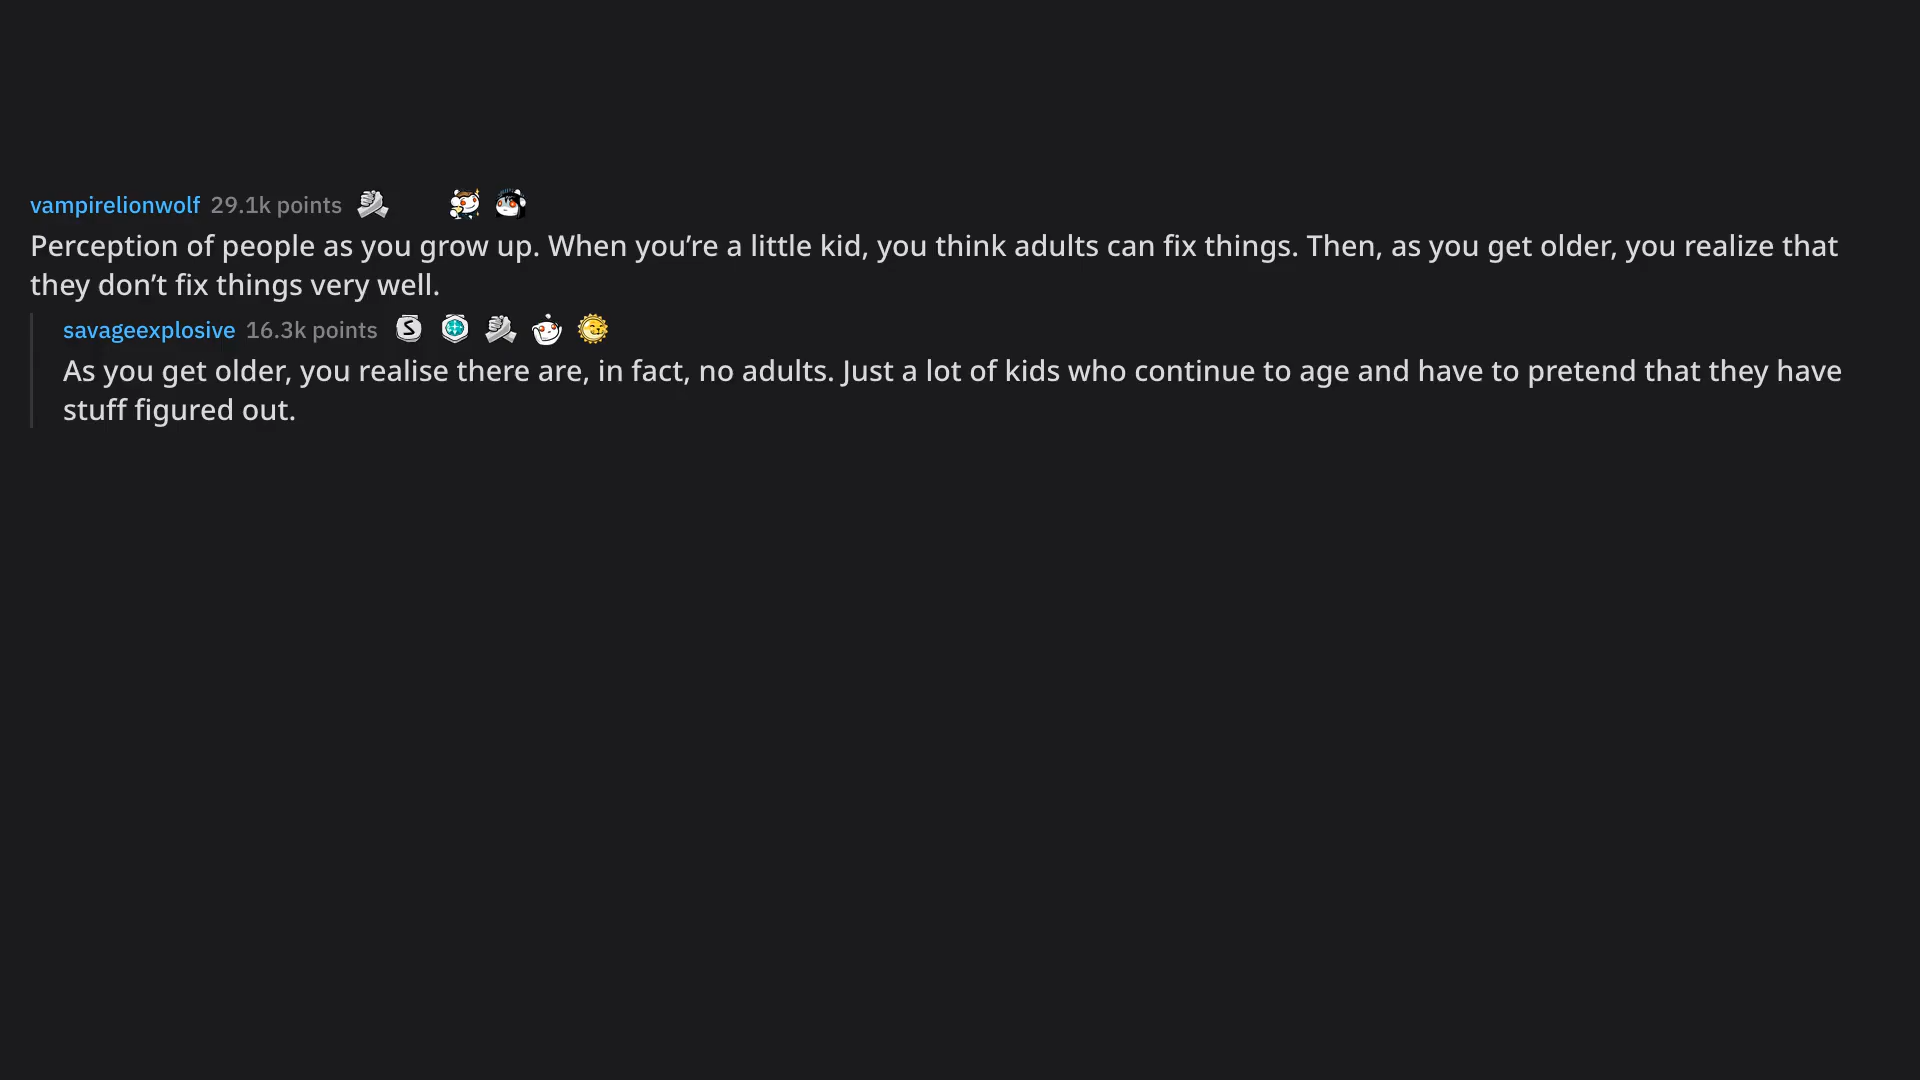 vampirelionwolf 29.1k points
Perception of people as you grow up. When you’re a little kid, you think adults can fix things. Then, as you get older, you realize that
they don’t fix things very well.
savageexplosive 16.3k points
As you get older, you realise there are, in fact, no adults. Just a lot of kids who continue to age and have to pretend that they have
stuff figured out.